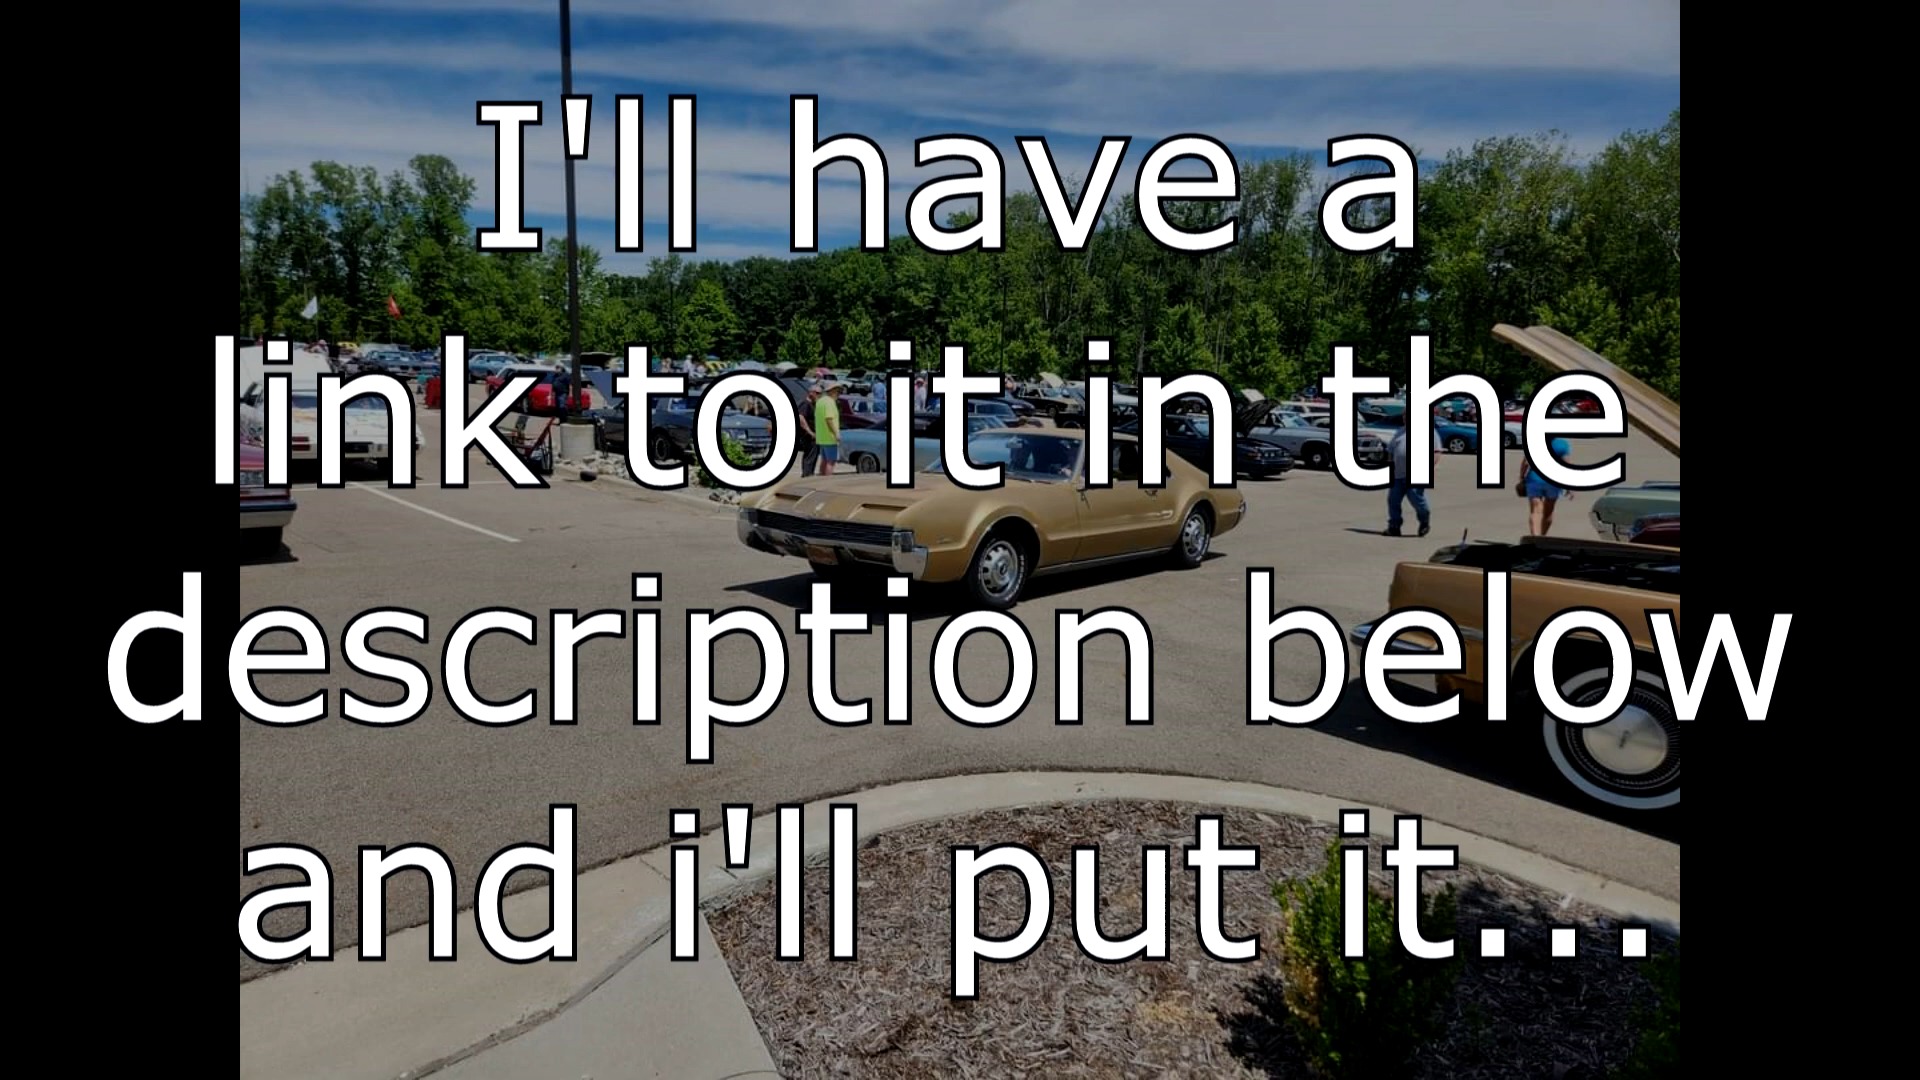 I'll have a
link to it in the
description below
and i'll put it...